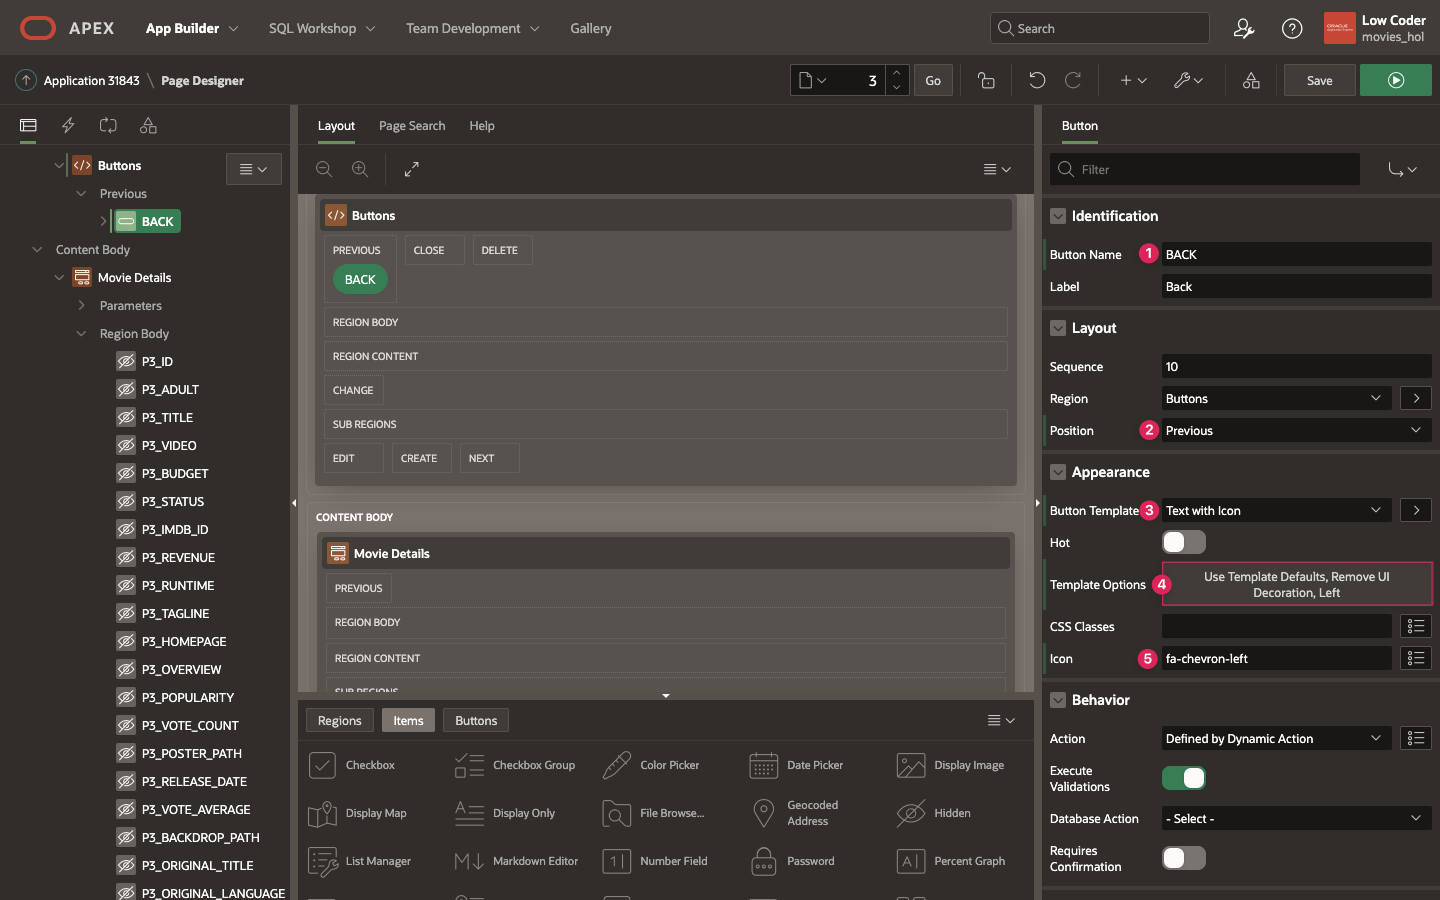 APEX
App Builder
SQL Workshop
Team Development
Gallery
Search
Low Coder
movies_hol
Application 31843 \ Page Designer
3
Go
Save
Buttons
Previous
BACK
Content Body
Movie Details
Parameters
Region Body
P3_ID
P3_ADULT
P3_TITLE
P3_VIDEO
P3_BUDGET
P3_STATUS
P3_IMDB_ID
P3_REVENUE
P3_RUNTIME
P3_TAGLINE
P3_HOMEPAGE
P3_OVERVIEW
P3_POPULARITY
P3_VOTE_COUNT
P3_POSTER_PATH
P3_RELEASE_DATE
P3_VOTE_AVERAGE
P3_BACKDROP_PATH
P3_ORIGINAL_TITLE
P3_ORIGINAL_LANGUAGE
Layout
Page Search
Help
Buttons
PREVIOUS
CLOSE
DELETE
BACK
REGION BODY
REGION CONTENT
CHANGE
SUB REGIONS
EDIT
CREATE
NEXT
CONTENT BODY
Movie Details
PREVIOUS
REGION BODY
REGION CONTENT
SUB REGIONS
Regions
Items
Buttons
Checkbox
Checkbox Group
Color Picker
Date Picker
Display Image
Display Map
Display Only
File Browse...
Geocoded
Address
Hidden
List Manager
Markdown Editor
Number Field
Password
Percent Graph
Button
Filter
Identification
Button Name 1 BACK
Label Back
Layout
Sequence 10
Region Buttons
Position 2 Previous
Appearance
Button Template 3 Text with Icon
Hot
Template Options 4 Use Template Defaults, Remove UI
Decoration, Left
CSS Classes
Icon 5 fa-chevron-left
Behavior
Action Defined by Dynamic Action
Execute
Validations
Database Action - Select -
Requires
Confirmation